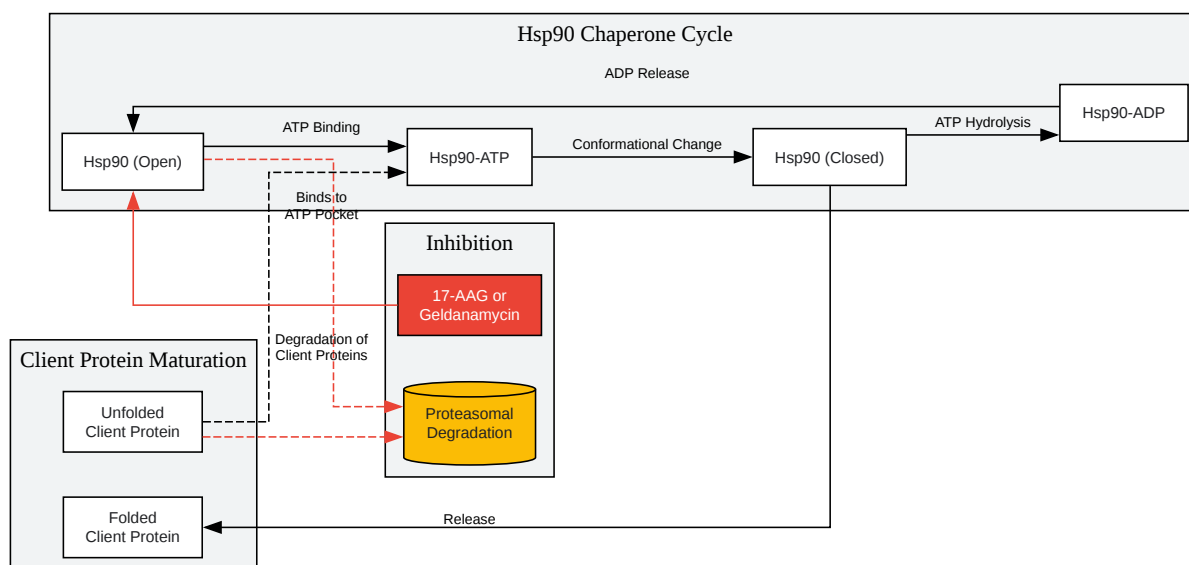 Hsp90 Chaperone Cycle
ADP Release
Hsp90-ADP
ATP Binding
ATP Hydrolysis
Hsp90 (Open)
Hsp90-ATP
Conformational Change
Hsp90 (Closed)
Binds to
ATP Pocket
Inhibition
17-AAG or
Geldanamycin
Degradation of
Client Proteins
Client Protein Maturation
Unfolded
Client Protein
Proteasomal
Degradation
Folded
Client Protein
Release